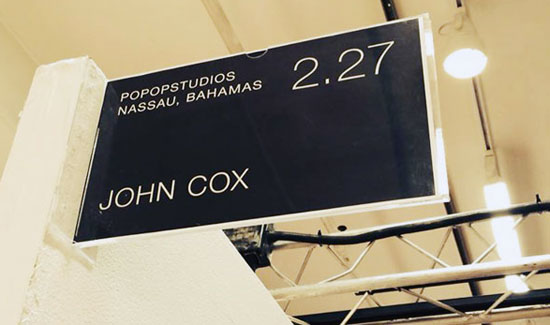 POPOPSTUDIOS
NASSAU, BAHAMAS
2.27
JOHN COX